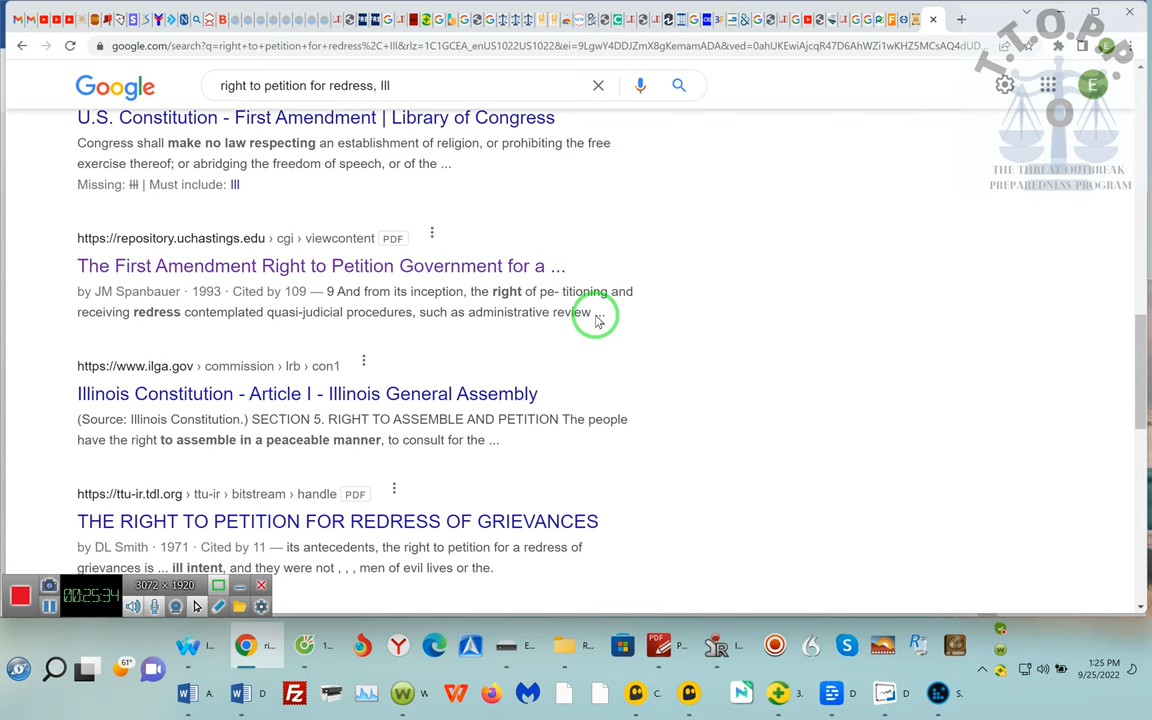 T.T.O.P.P.
google.com/search?q=right+to+petition+for+redress%2C+Ill&rlz=1C1GCEA_enUS1022US1022&ei=9LgwY4DDJZmX8gKemamADA&ved=0ahUKEwiAjcqR47D6AhWZi1wKHZ5MCsAQ4dUD...
Google
right to petition for redress, Ill
E
O
THE THREAT OUTBREAK
PREPAREDNESS PROGRAM
U.S. Constitution - First Amendment | Library of Congress
Congress shall make no law respecting an establishment of religion, or prohibiting the free
exercise thereof; or abridging the freedom of speech, or of the ...
Missing: Ill | Must include: Ill
https://repository.uchastings.edu › cgi › viewcontent PDF
The First Amendment Right to Petition Government for a ...
by JM Spanbauer · 1993 · Cited by 109 — 9 And from its inception, the right of pe- titioning and
receiving redress contemplated quasi-judicial procedures, such as administrative review ...
https://www.ilga.gov › commission › lrb › con1
Illinois Constitution - Article I - Illinois General Assembly
(Source: Illinois Constitution.) SECTION 5. RIGHT TO ASSEMBLE AND PETITION The people
have the right to assemble in a peaceable manner, to consult for the ...
https://ttu-ir.tdl.org › ttu-ir › bitstream › handle PDF
THE RIGHT TO PETITION FOR REDRESS OF GRIEVANCES
by DL Smith · 1971 · Cited by 11 — its antecedents, the right to petition for a redress of
grievances is ... ill intent, and they were not , , , men of evil lives or the.
00:25:34
3072 × 1920
I... ri... 1... E... R... P... I...
61°
A. D W C. 3. D D S.
1:25 PM
9/25/2022